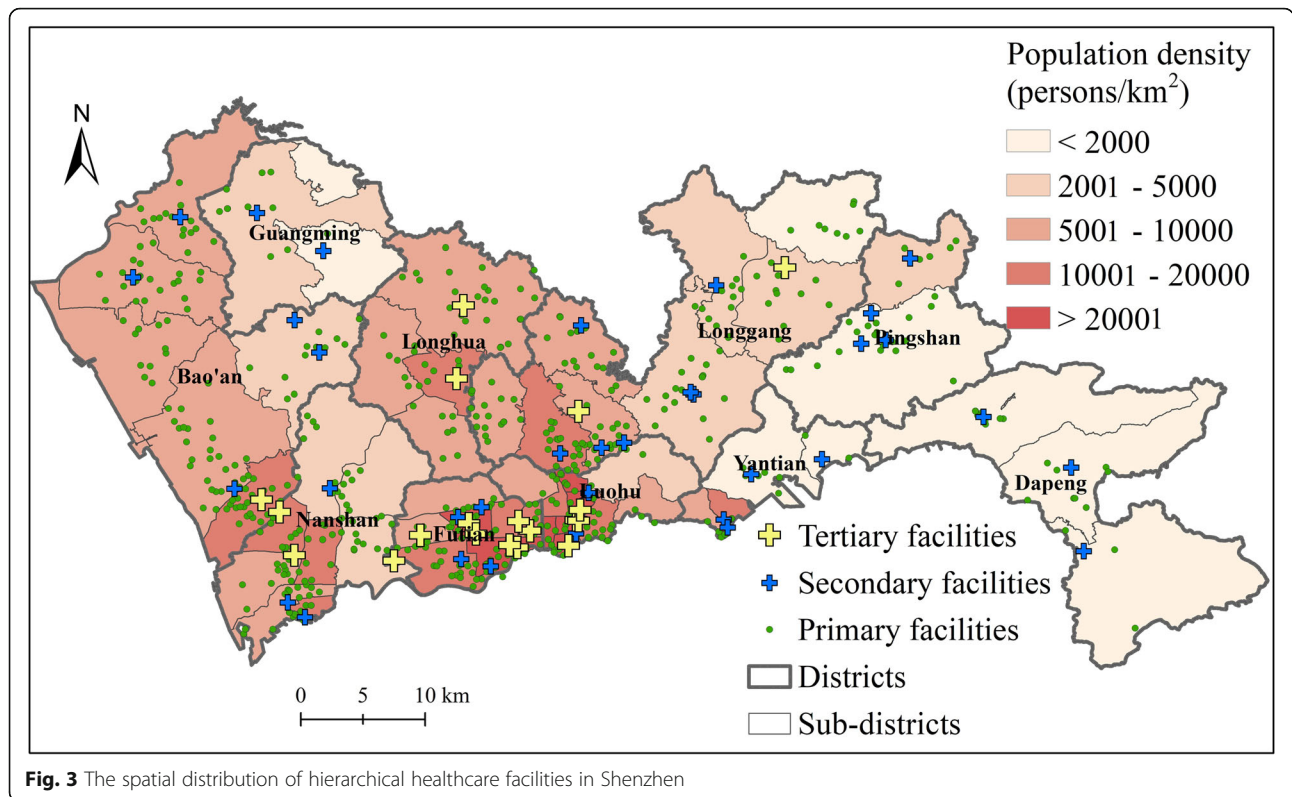 Population density
(persons/km²)
< 2000
2001 - 5000
5001 - 10000
10001 - 20000
> 20001
N
Guangming
Longhua
Longgang
Pingshan
Bao'an
Yantian
Dapeng
Luohu
Nanshan
Futian
Tertiary facilities
Secondary facilities
Primary facilities
Districts
Sub-districts
0 5 10 km
Fig. 3 The spatial distribution of hierarchical healthcare facilities in Shenzhen